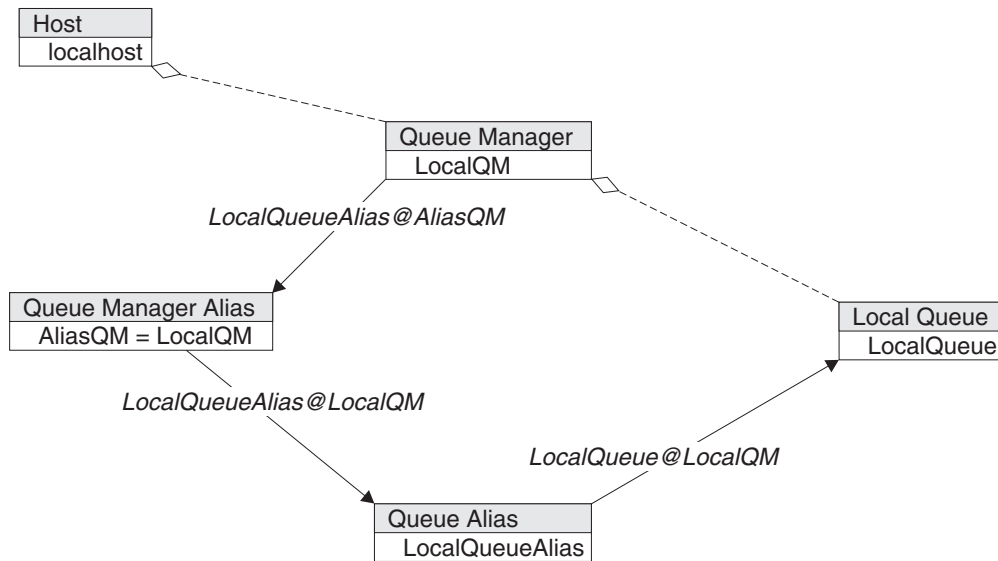 Host
localhost
Queue Manager
LocalQM
LocalQueueAlias@AliasQM
Queue Manager Alias
AliasQM = LocalQM
Local Queue
LocalQueue
LocalQueueAlias@LocalQM
LocalQueue@LocalQM
Queue Alias
LocalQueueAlias